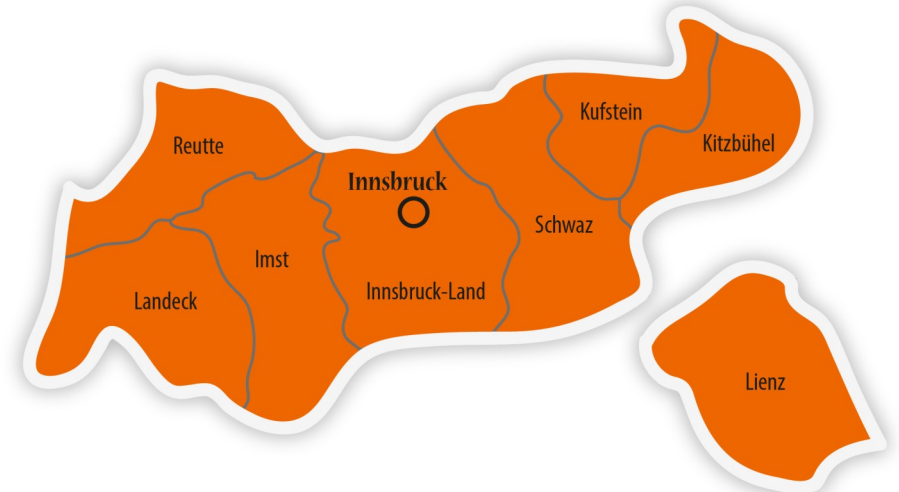 Kufstein
Reutte
Kitzbühel
Innsbruck
Schwaz
Imst
Innsbruck-Land
Landeck
Lienz